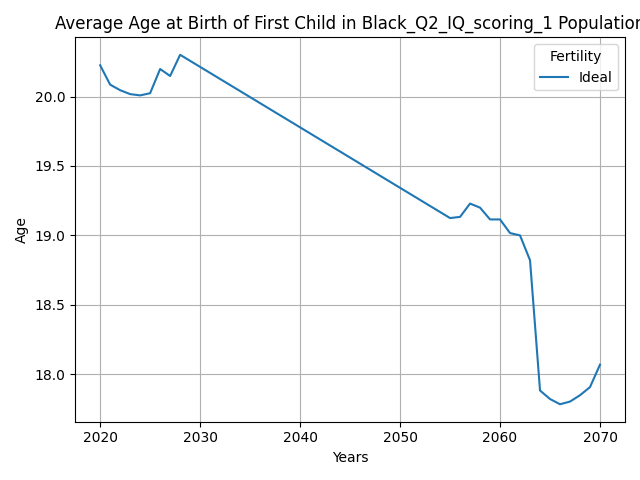 Average Age at Birth of First Child in Black_Q2_IQ_scoring_1 Population
Fertility
Ideal
20.0
19.5
19.0
18.5
18.0
Age
2020 2030 2040 2050 2060 2070
Years